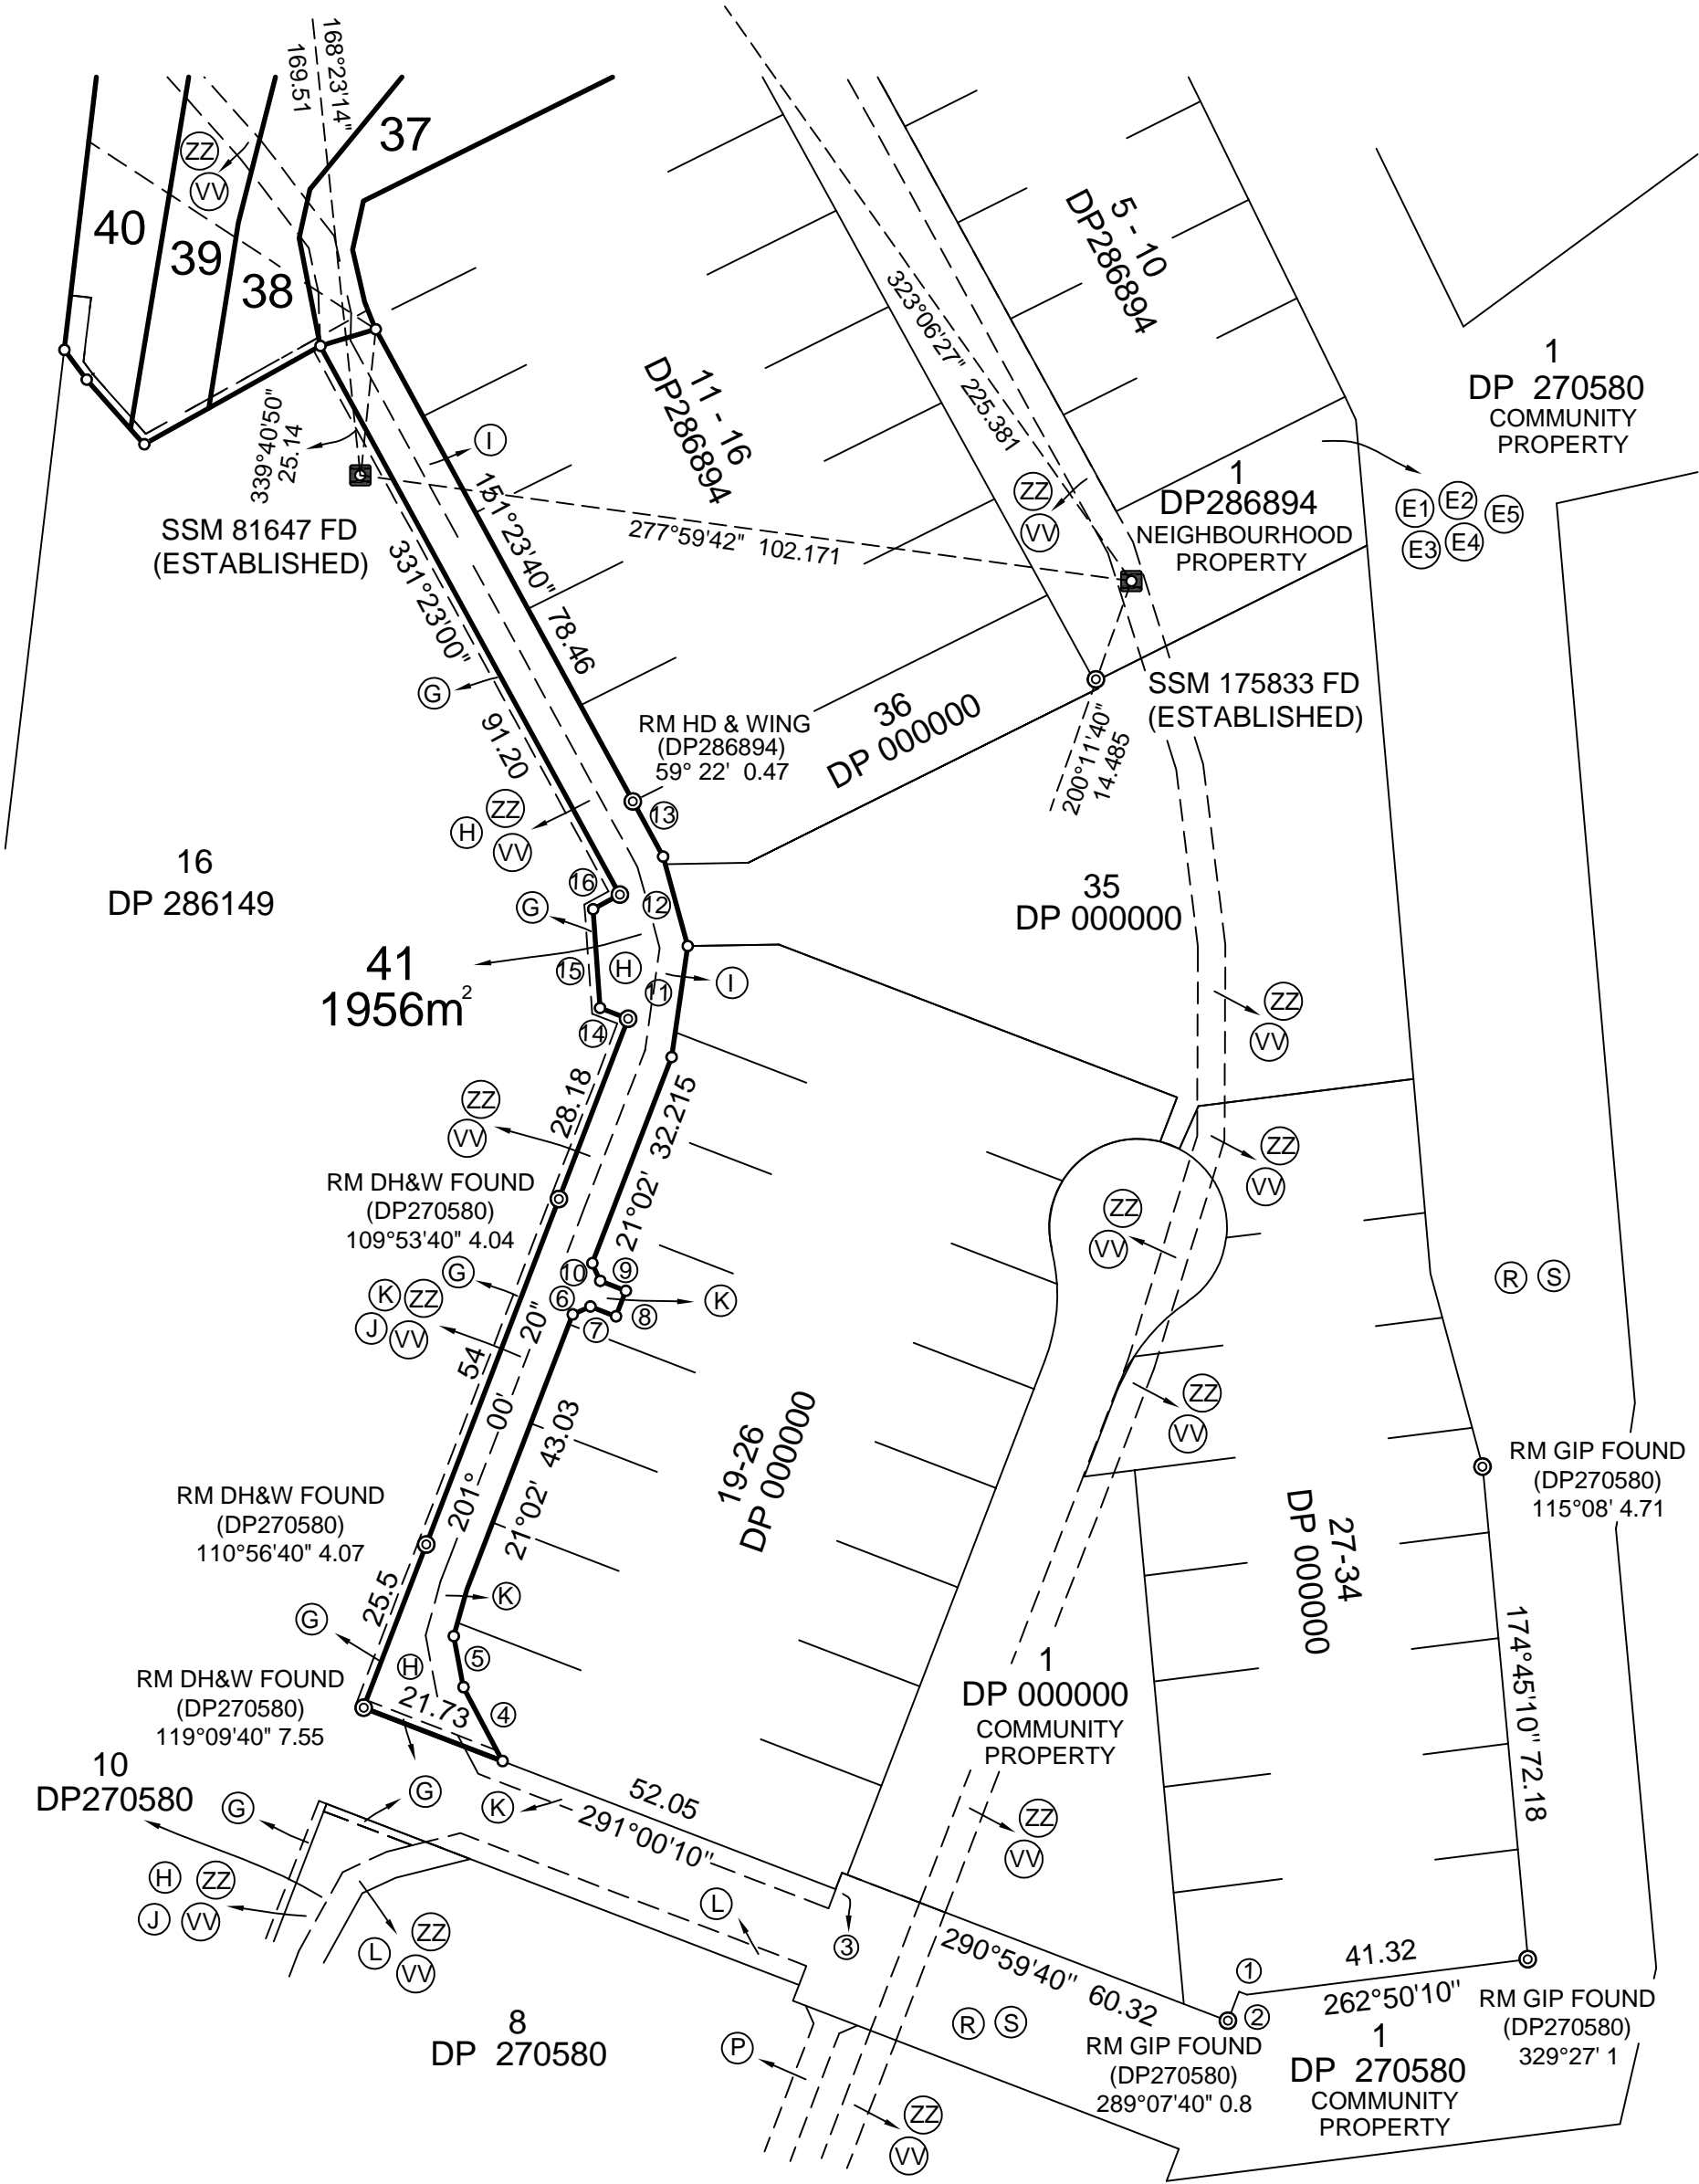 168°23'14"
169.51
37
ZZ
VV
40
39
38
5 - 10
DP286894
323°06'27" 225.381
11 - 16
DP286894
1
DP 270580
COMMUNITY
PROPERTY
339°40'50"
25.14
I
SSM 81647 FD
(ESTABLISHED)
151°23'40" 78.46
277°59'42" 102.171
ZZ
VV
1
DP286894
NEIGHBOURHOOD
PROPERTY
E1 E2 E5
E3 E4
331°23'00"
91.20
G
RM HD & WING
(DP286894)
59° 22' 0.47
36
DP 000000
SSM 175833 FD
(ESTABLISHED)
200°11'40"
14.485
13
ZZ
H
VV
16
DP 286149
16
G
12
35
DP 000000
41
1956m²
15
H
11
I
14
ZZ
VV
28.18
ZZ
VV
21°02' 32.215
RM DH&W FOUND
(DP270580)
109°53'40" 4.04
ZZ
VV
ZZ
VV
G
K ZZ
J VV
10
9
6
7
8
K
R S
54
201° 00' 20"
21°02' 43.03
19-26
DP 000000
ZZ
VV
RM GIP FOUND
(DP270580)
115°08' 4.71
RM DH&W FOUND
(DP270580)
110°56'40" 4.07
27-34
DP 000000
25.5
K
G
5
H
RM DH&W FOUND
(DP270580)
119°09'40" 7.55
21.73
4
1
DP 000000
COMMUNITY
PROPERTY
174°45'10" 72.18
10
DP270580
G
G
K
52.05
291°00'10"
ZZ
VV
H ZZ
J VV
L
ZZ
VV
L
3
290°59'40" 60.32
1
2
41.32
262°50'10"
8
DP 270580
R S
P
RM GIP FOUND
(DP270580)
289°07'40" 0.8
1
DP 270580
COMMUNITY
PROPERTY
RM GIP FOUND
(DP270580)
329°27' 1
ZZ
VV